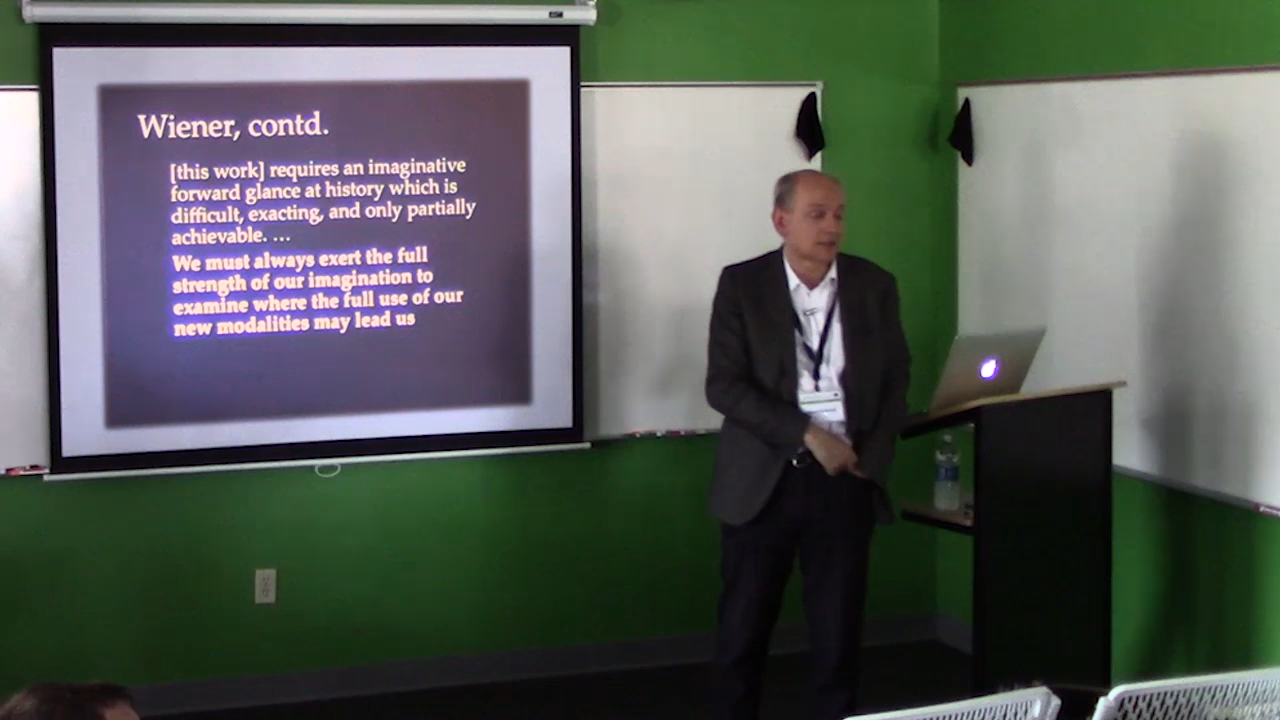 Wiener, contd.
[this work] requires an imaginative
forward glance at history which is
difficult, exacting, and only partially
achievable. ...
We must always exert the full
strength of our imagination to
examine where the full use of our
new modalities may lead us